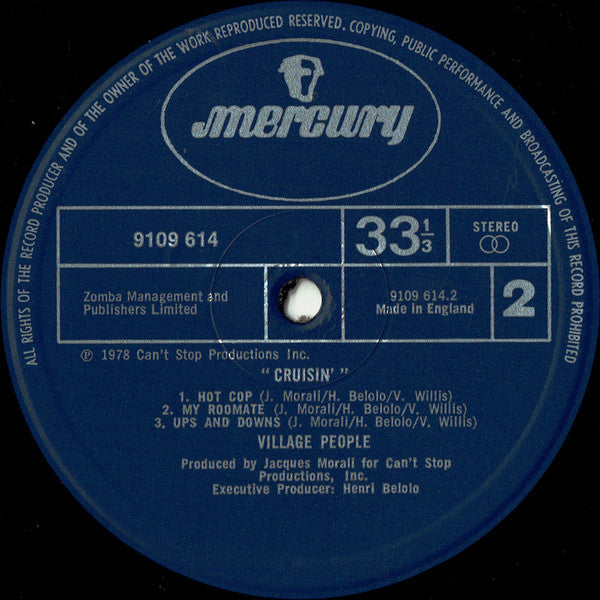 ALL RIGHTS OF THE RECORD PRODUCER AND OF THE OWNER OF THE WORK REPRODUCED RESERVED. COPYING, PUBLIC PERFORMANCE AND BROADCASTING OF THIS RECORD PROHIBITED
mercury
9109 614
33 1/3
STEREO
Zomba Management and
Publishers Limited
9109 614.2
Made in England
2
℗ 1978 Can't Stop Productions Inc.
" CRUISIN' "
1. HOT COP (J. Morali/H. Belolo/V. Willis)
2. MY ROOMATE (J. Morali/H. Belolo/V. Willis)
3. UPS AND DOWNS (J. Morali/H. Belolo/V. Willis)
VILLAGE PEOPLE
Produced by Jacques Morali for Can't Stop
Productions, Inc.
Executive Producer: Henri Belolo